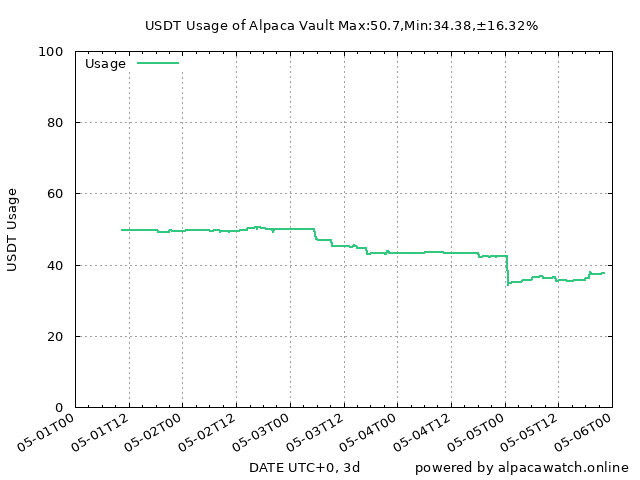 USDT Usage of Alpaca Vault Max:50.7,Min:34.38,±16.32%
100
Usage
80
60
40
20
0
USDT Usage
05-01T00
05-01T12
05-02T00
05-02T12
05-03T00
05-03T12
05-04T00
05-04T12
05-05T00
05-05T12
05-06T00
DATE UTC+0, 3d
powered by alpacawatch.online